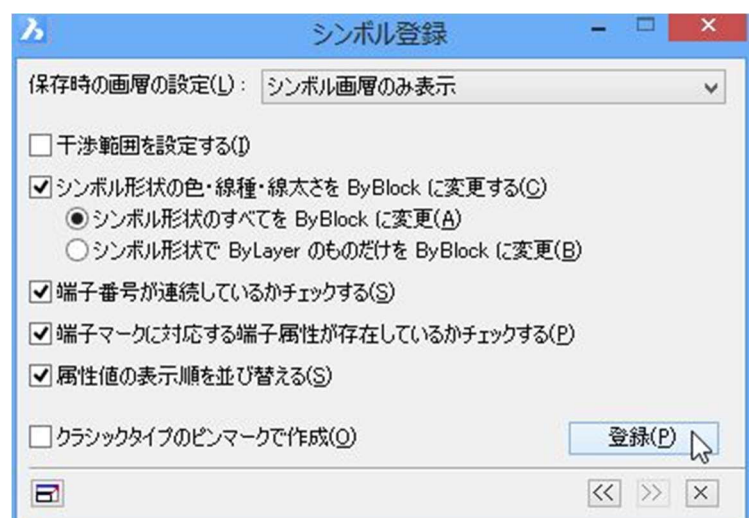 シンボル登録
保存時の画層の設定(L): シンボル画層のみ表示
干渉範囲を設定する(I)
シンボル形状の色・線種・線太さを ByBlock に変更する(C)
シンボル形状のすべてを ByBlock に変更(A)
シンボル形状で ByLayer のものだけを ByBlock に変更(B)
端子番号が連続しているかチェックする(S)
端子マークに対応する端子属性が存在しているかチェックする(P)
属性値の表示順を並び替える(S)
クラシックタイプのピンマークで作成(O) 登録(P)